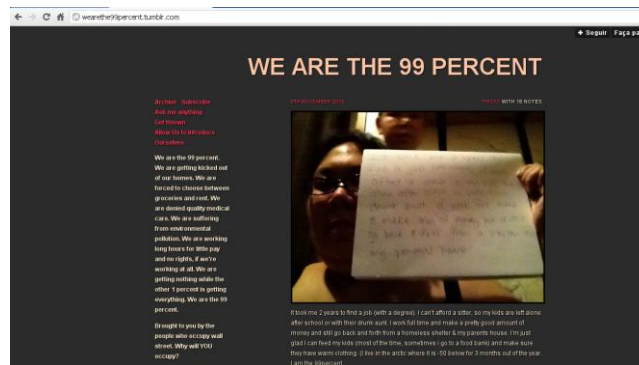 wearethe99percent.tumblr.com
+ Seguir Faça pa
WE ARE THE 99 PERCENT
Archive Subscribe
Ask me anything
Get Known
Allow Us to Introduce
Ourselves
We are the 99 percent.
We are getting kicked out
of our homes. We are
forced to choose between
groceries and rent. We
are denied quality medical
care. We are suffering
from environmental
pollution. We are working
long hours for little pay
and no rights, if we're
working at all. We are
getting nothing while the
other 1 percent is getting
everything. We are the 99
percent.
Brought to you by the
people who occupy wall
street. Why will YOU
occupy?
NOVEMBER
PHOTO WITH 18 NOTES
It took me 2 years to find a job (with a degree). I can't afford a sitter, so my kids are left alone
after school or with their drunk aunt. I work full time and make a pretty good amount of
money and still go back and forth from a homeless shelter & my parents house. I'm just
glad I can feed my kids (most of the time, sometimes i go to a food bank) and make sure
they have warm clothing. (I live in the arctic where it is -50 below for 3 months out of the year
I am the 99percent